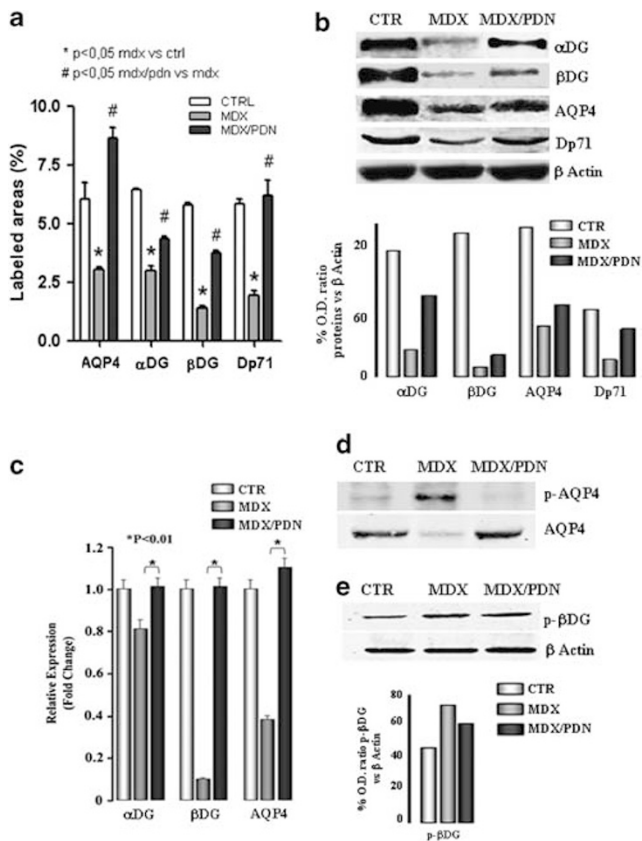 a
* p<0,05 mdx vs ctrl
# p<0,05 mdx/pdn vs mdx
CTRL
MDX
MDX/PDN
Labeled areas (%)
10.0
7.5
5.0
2.5
0.0
# * * # * # * #
AQP4 αDG βDG Dp71
b
CTR MDX MDX/PDN
αDG
βDG
AQP4
Dp71
β Actin
CTR
MDX
MDX/PDN
% O.D. ratio
proteins vs β Actin
20
60
0
αDG βDG AQP4 Dp71
c
CTR
MDX
MDX/PDN
*P<0.01
* * *
Relative Expression
(Fold Change)
1.2
1.0
0.8
0.4
0
αDG βDG AQP4
d
CTR MDX MDX/PDN
p-AQP4
AQP4
e
CTR MDX MDX/PDN
p-βDG
β Actin
CTR
MDX
MDX/PDN
% O.D. ratio p-βDG
vs β Actin
80
60
40
20
0
p-βDG